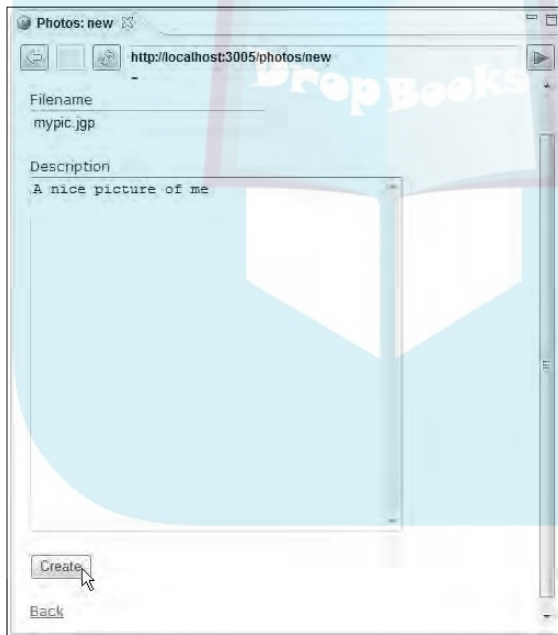 Photos: new
http://localhost:3005/photos/new
DropBooks
Filename
mypic.jgp
Description
A nice picture of me
Create
Back